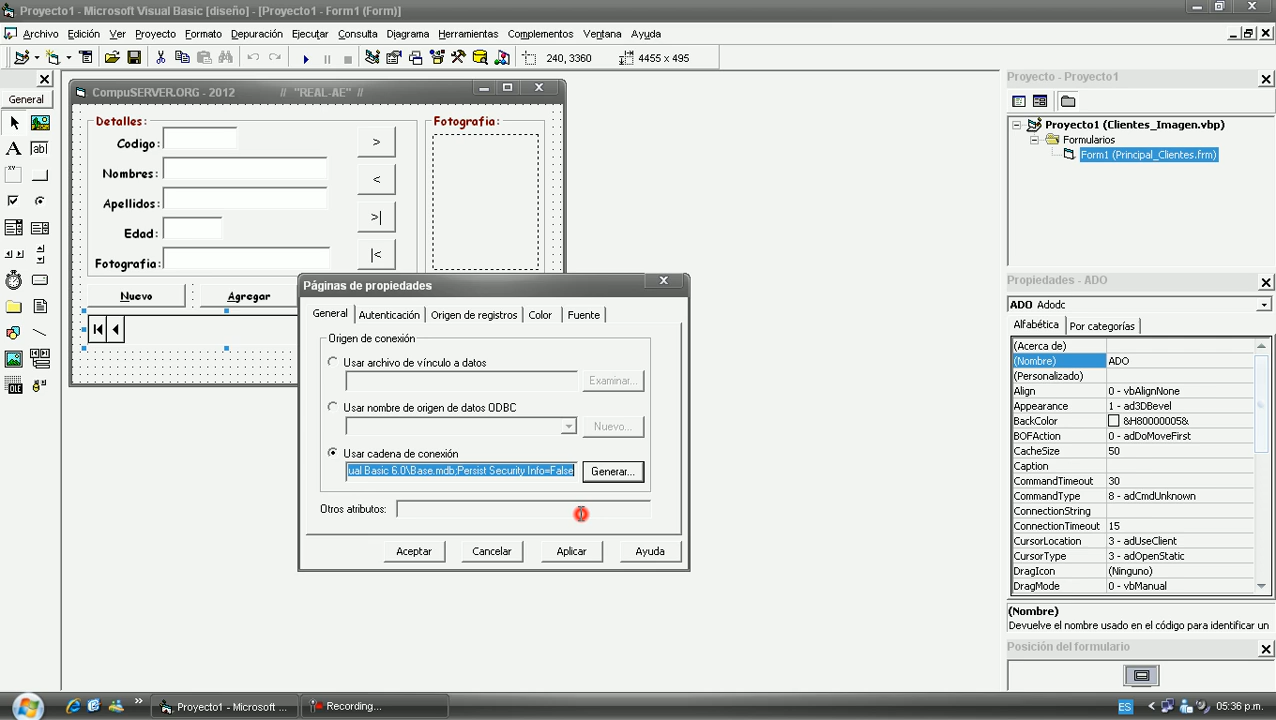 Proyecto1 - Microsoft Visual Basic [diseño] - [Proyecto1 - Form1 (Form)]
Archivo Edición Ver Proyecto Formato Depuración Ejecutar Consulta Diagrama Herramientas Complementos Ventana Ayuda
240, 3360 4455 x 495
General
CompuSERVER.ORG - 2012 // "REAL-AE" //
Detalles:
Codigo:
Nombres:
Apellidos:
Edad:
Fotografia:
>
<
>|
|<
Fotografia:
Nuevo Agregar
Páginas de propiedades
General Autenticación Origen de registros Color Fuente
Origen de conexión
Usar archivo de vínculo a datos
Examinar...
Usar nombre de origen de datos ODBC
Nuevo...
Usar cadena de conexión
ual Basic 6.0\Base.mdb;Persist Security Info=False Generar...
Otros atributos:
Aceptar Cancelar Aplicar Ayuda
Proyecto - Proyecto1
Proyecto1 (Clientes_Imagen.vbp)
Formularios
Form1 (Principal_Clientes.frm)
Propiedades - ADO
ADO Adodc
Alfabética Por categorías
(Acerca de)
(Nombre) ADO
(Personalizado)
Align 0 - vbAlignNone
Appearance 1 - ad3DBevel
BackColor &H80000005&
BOFAction 0 - adDoMoveFirst
CacheSize 50
Caption
CommandTimeout 30
CommandType 8 - adCmdUnknown
ConnectionString
ConnectionTimeout 15
CursorLocation 3 - adUseClient
CursorType 3 - adOpenStatic
DragIcon (Ninguno)
DragMode 0 - vbManual
(Nombre)
Devuelve el nombre usado en el código para identificar un
Posición del formulario
Proyecto1 - Microsoft ... Recording... ES 05:36 p.m.